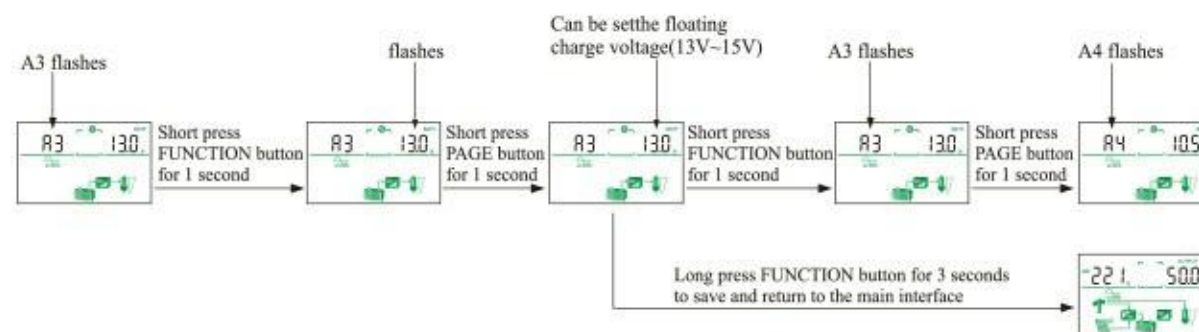 Can be setthe floating
charge voltage(13V~15V)
A3 flashes
flashes
A3 flashes
A4 flashes
A3 13.0
Short press
FUNCTION button
for 1 second
A3 13.0
Short press
PAGE button
for 1 second
A3 13.0
Short press
FUNCTION button
for 1 second
A3 13.0
Short press
PAGE button
for 1 second
A4 10.5
Long press FUNCTION button for 3 seconds
to save and return to the main interface
221 50.0